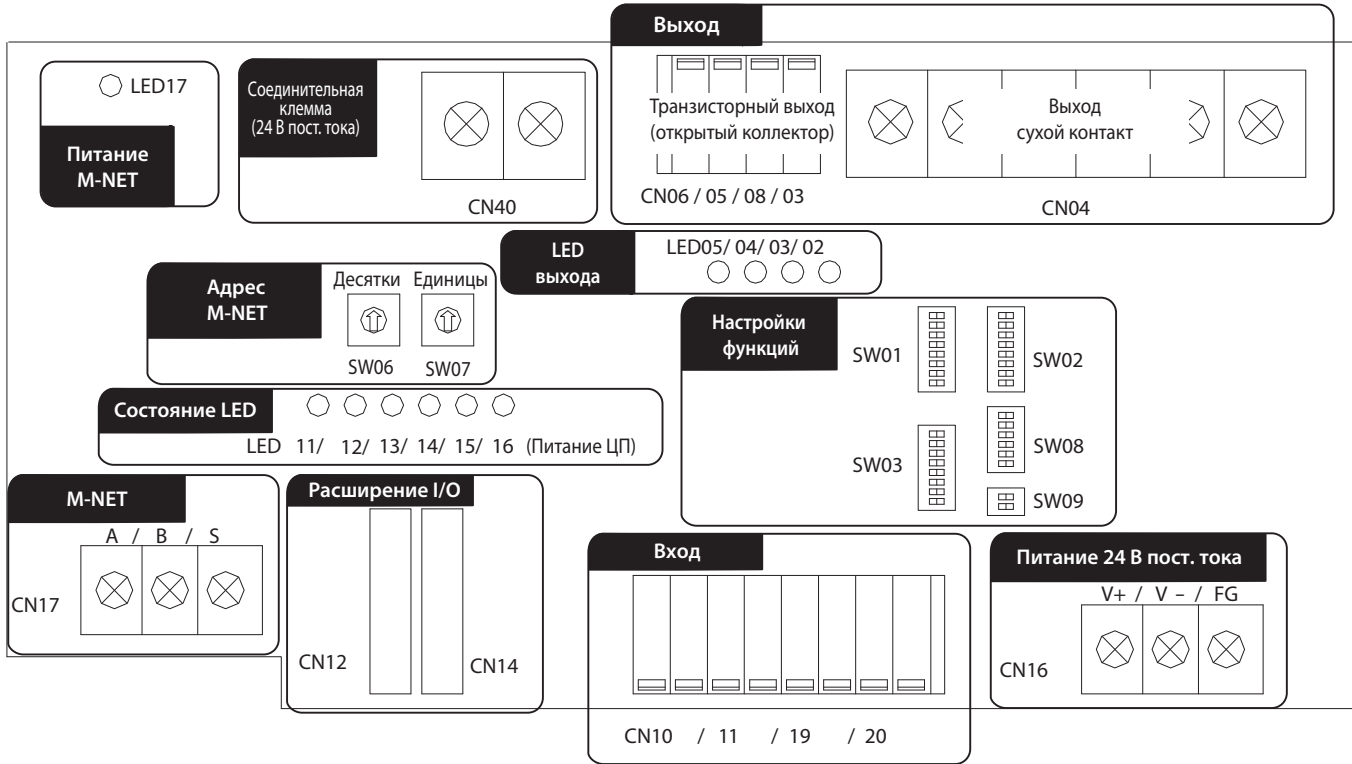 Выход
LED17
Питание
M-NET
Соединительная
клемма
(24 В пост. тока)
CN40
Транзисторный выход
(открытый коллектор)
CN06 / 05 / 08 / 03
Выход
сухой контакт
CN04
LED
выхода
LED05/ 04/ 03/ 02
Адрес
M-NET
Десятки Единицы
SW06 SW07
Настройки
функций
SW01
SW02
SW03
SW08
SW09
Состояние LED
LED 11/ 12/ 13/ 14/ 15/ 16 (Питание ЦП)
M-NET
A / B / S
CN17
Расширение I/O
CN12
CN14
Вход
CN10 / 11 / 19 / 20
Питание 24 В пост. тока
V+ / V – / FG
CN16